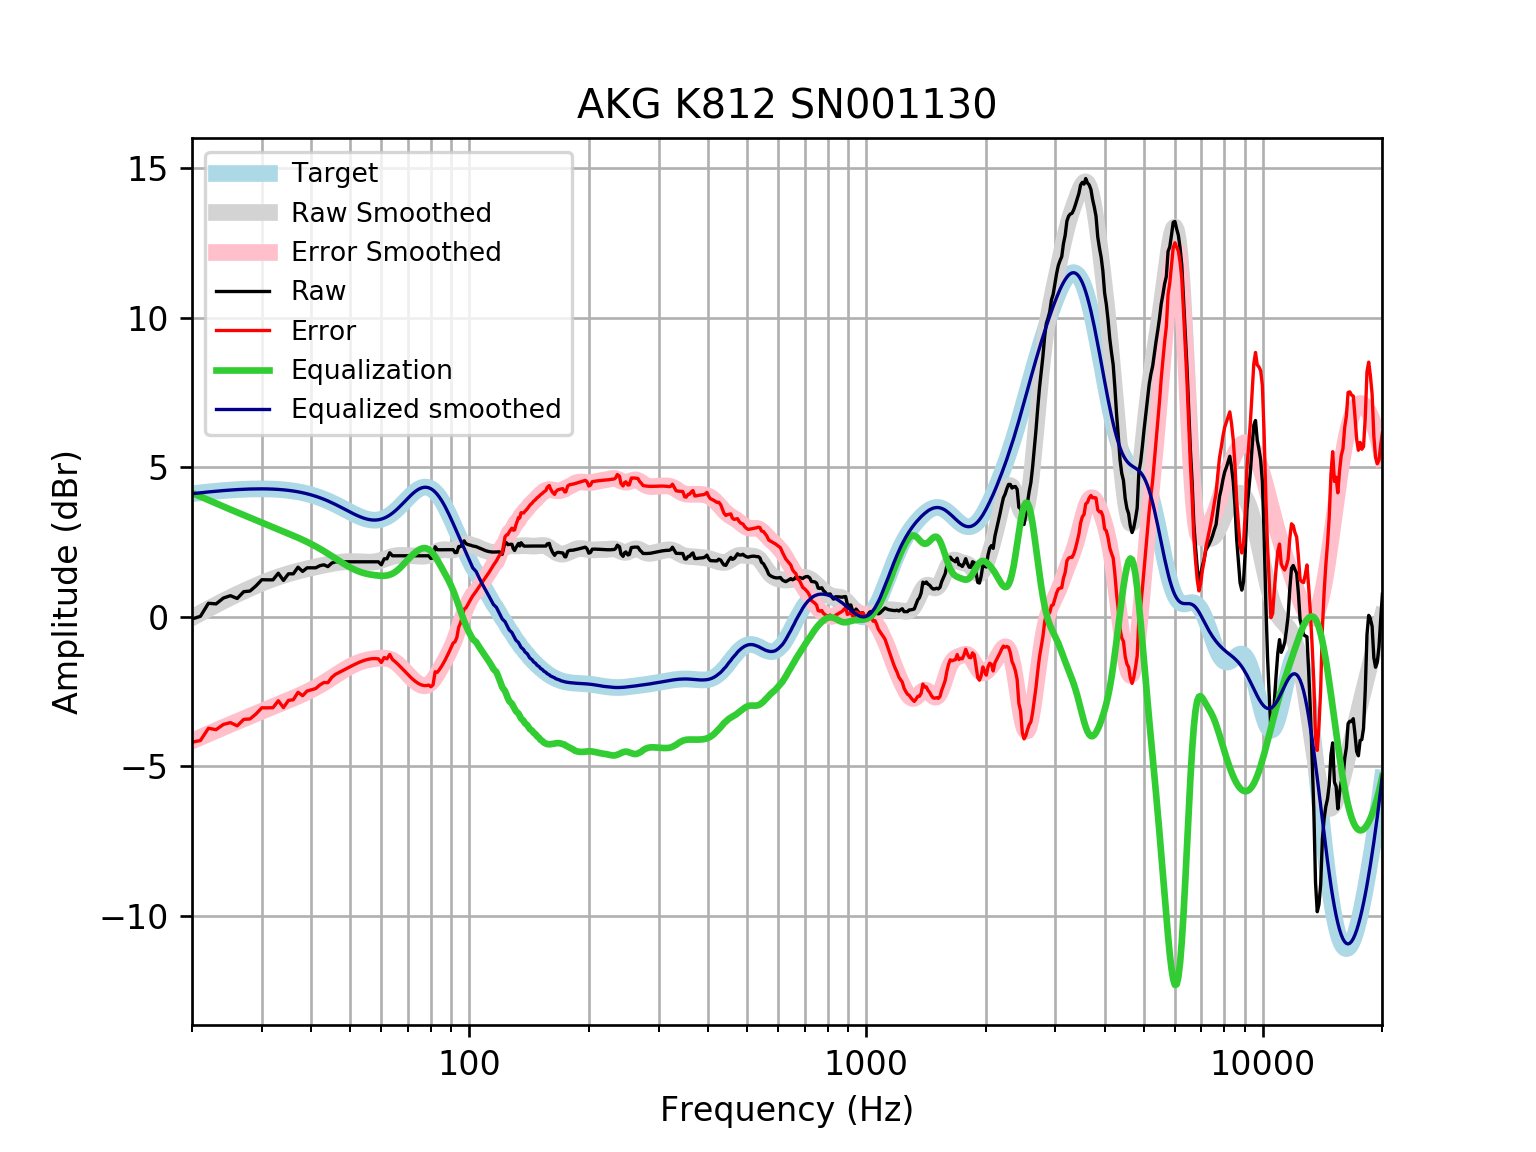 AKG K812 SN001130
Target
Raw Smoothed
Error Smoothed
Raw
Error
Equalization
Equalized smoothed
15
10
5
0
−5
−10
Amplitude (dBr)
100 1000 10000
Frequency (Hz)